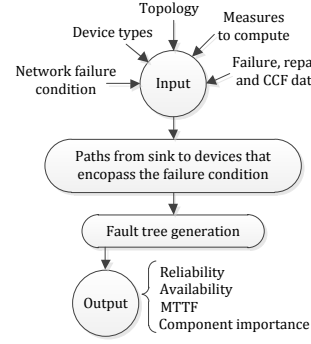 Topology
Measures
to compute
Device types
Network failure
condition
Input
Failure, repa
and CCF dat
Paths from sink to devices that
encopass the failure condition
Fault tree generation
Output
Reliability
Availability
MTTF
Component importance